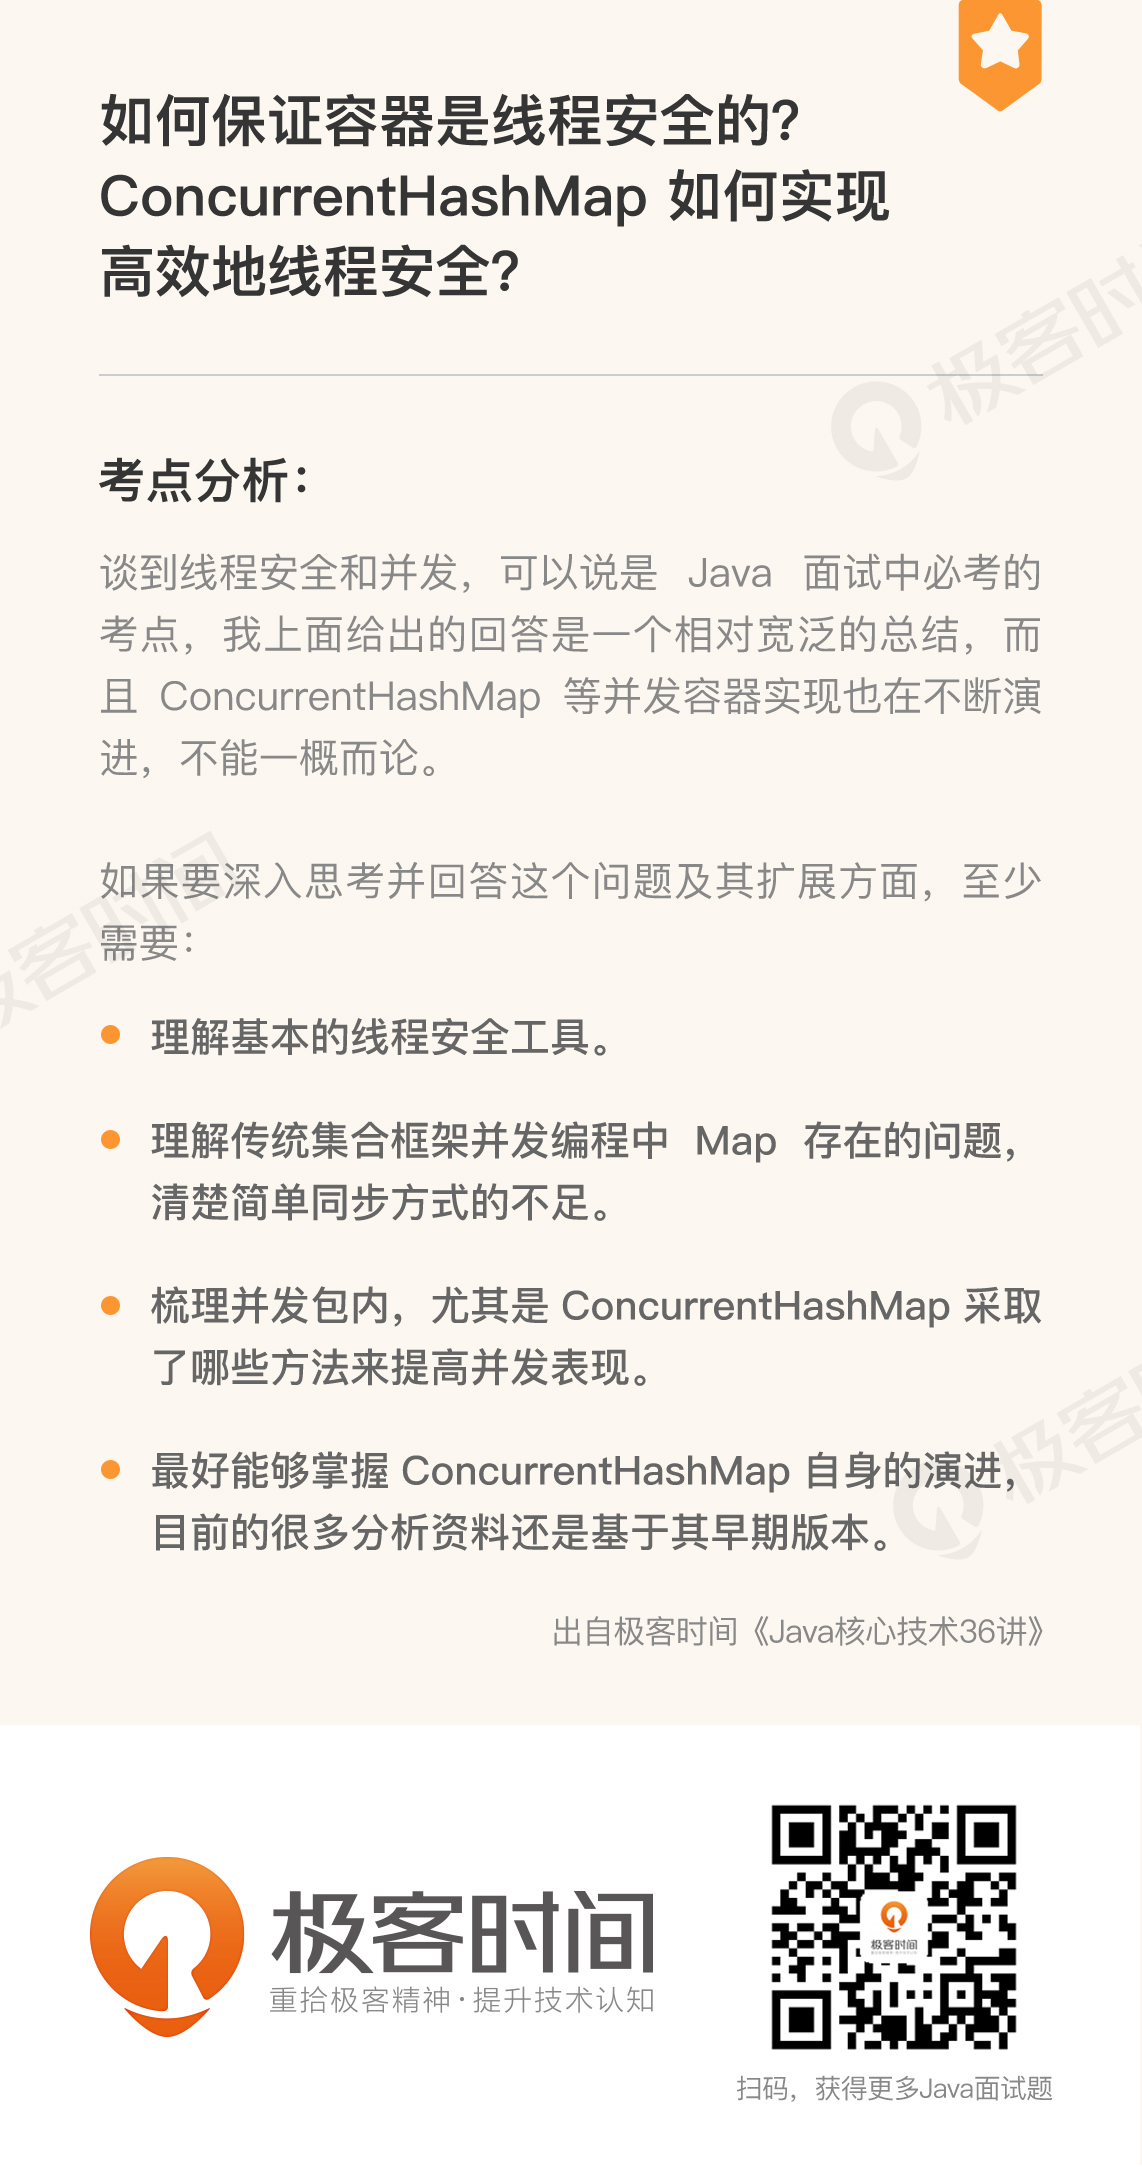 如何保证容器是线程安全的?
ConcurrentHashMap 如何实现
高效地线程安全?
极客时
考点分析：
谈到线程安全和并发，可以说是 Java 面试中必考的
考点，我上面给出的回答是一个相对宽泛的总结，而
且 ConcurrentHashMap 等并发容器实现也在不断演
进，不能一概而论。
极客时间
如果要深入思考并回答这个问题及其扩展方面，至少
需要：
理解基本的线程安全工具。
理解传统集合框架并发编程中 Map 存在的问题，
清楚简单同步方式的不足。
梳理并发包内，尤其是 ConcurrentHashMap 采取
了哪些方法来提高并发表现。
极客时
最好能够掌握 ConcurrentHashMap 自身的演进，
目前的很多分析资料还是基于其早期版本。
出自极客时间《Java核心技术36讲》
极客时间
重拾极客精神·提升技术认知
极客时间
扫码，获得更多Java面试题